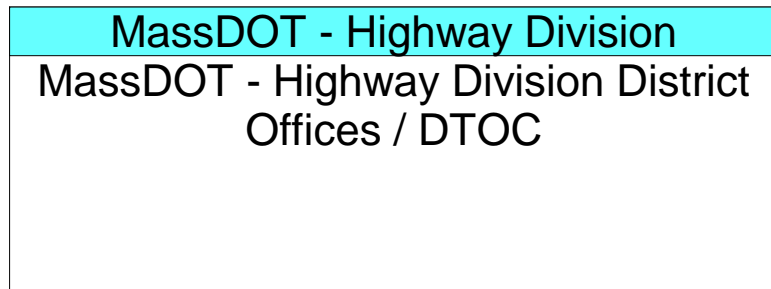 MassDOT - Highway Division
MassDOT - Highway Division District
Offices / DTOC